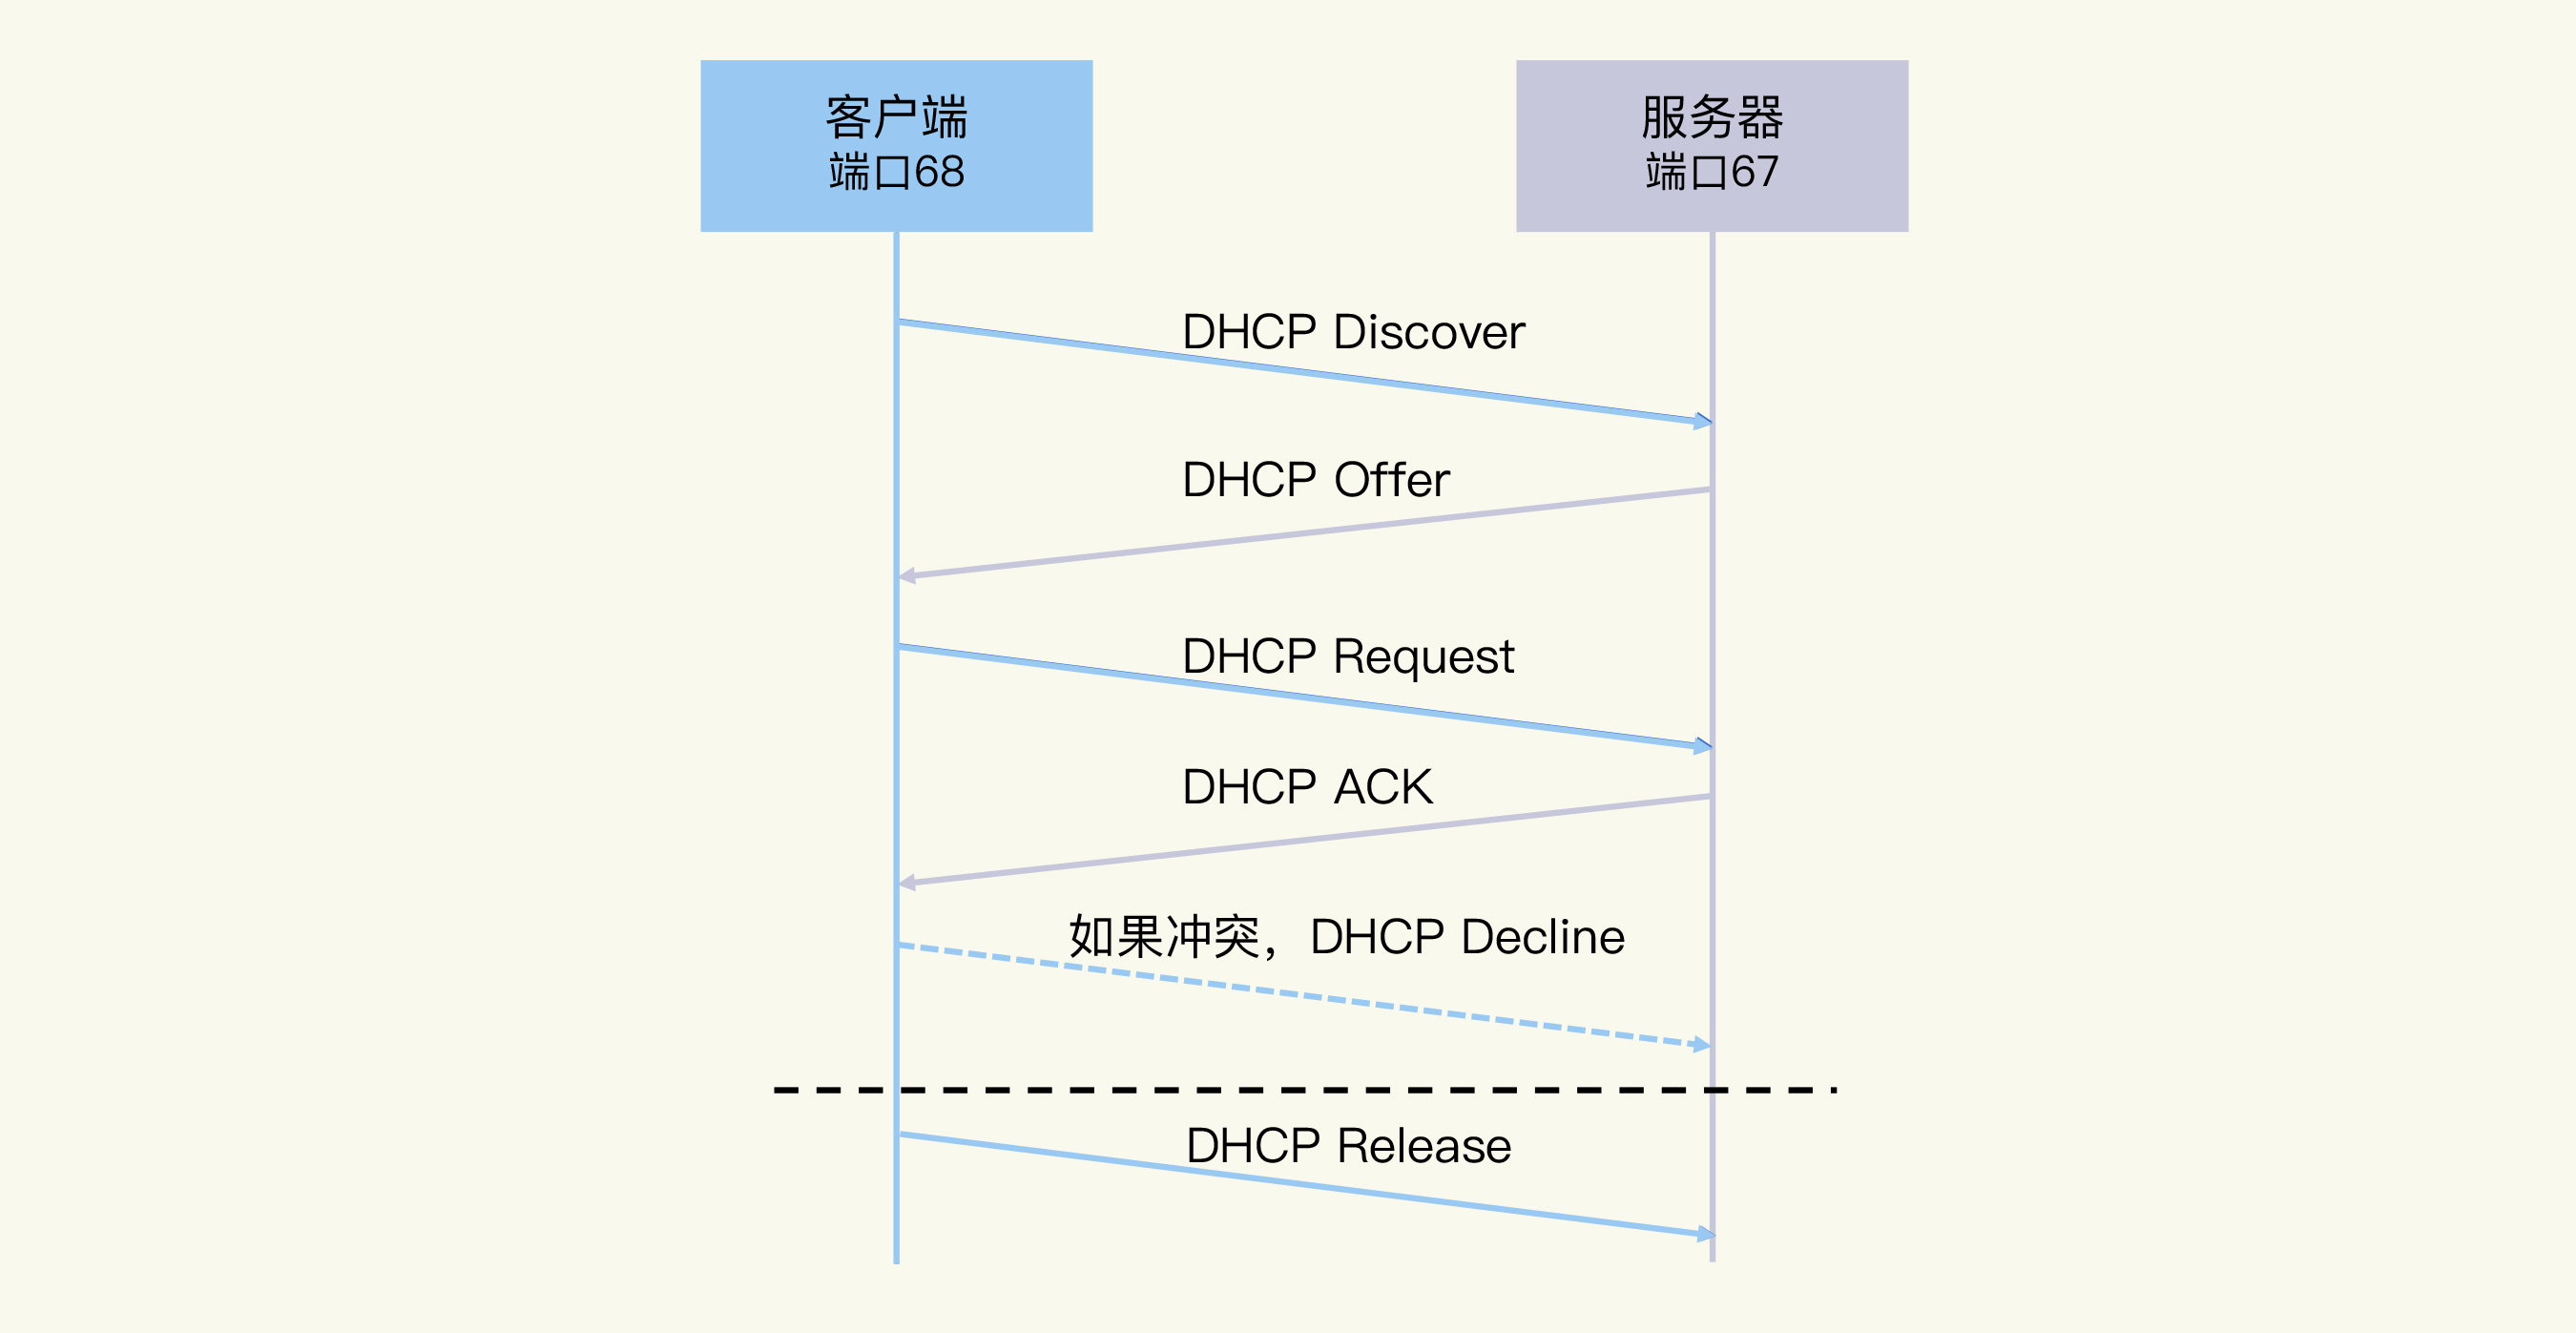 客户端
端口68
服务器
端口67
DHCP Discover
DHCP Offer
DHCP Request
DHCP ACK
如果冲突，DHCP Decline
DHCP Release